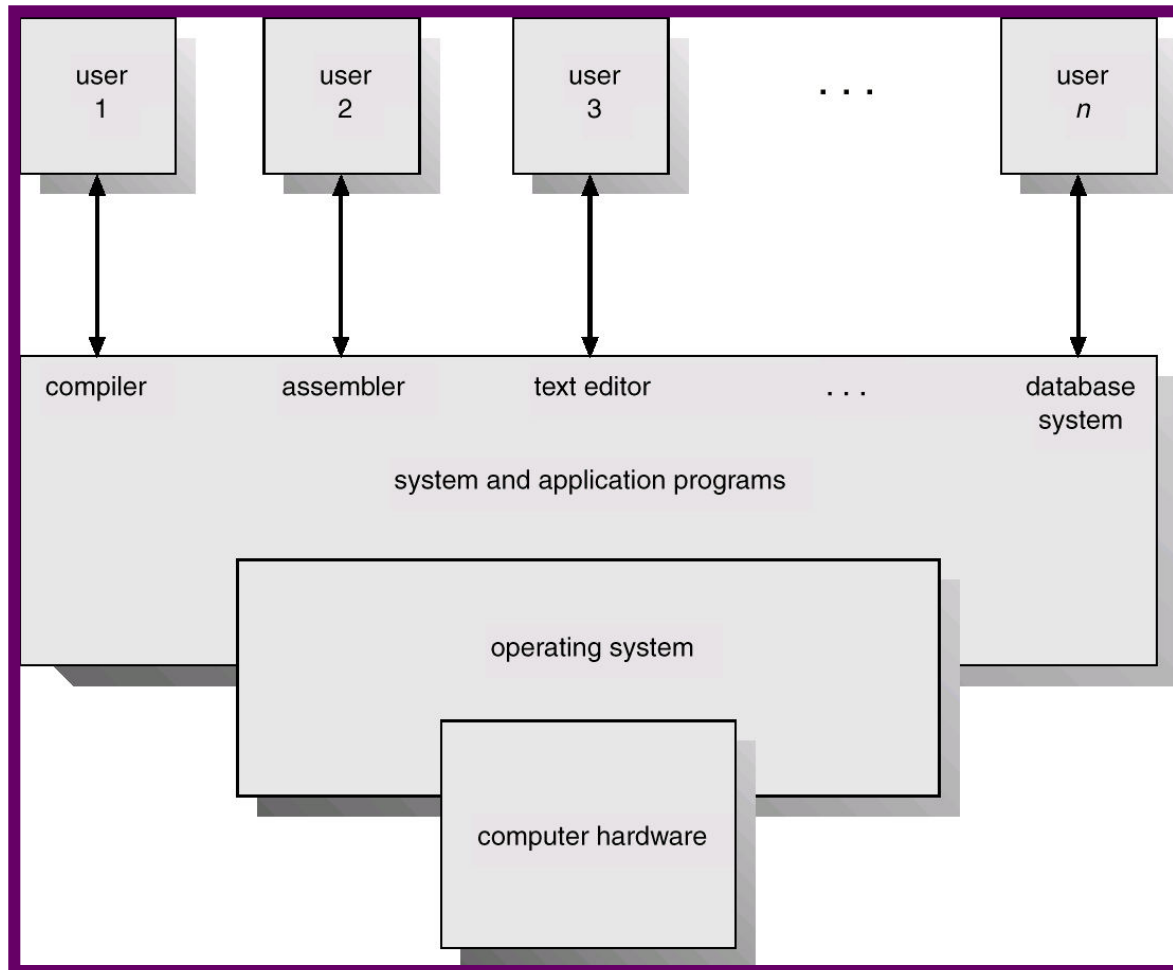 user
1
user
2
user
3
. . .
user
n
compiler
assembler
text editor
. . .
database
system
system and application programs
operating system
computer hardware